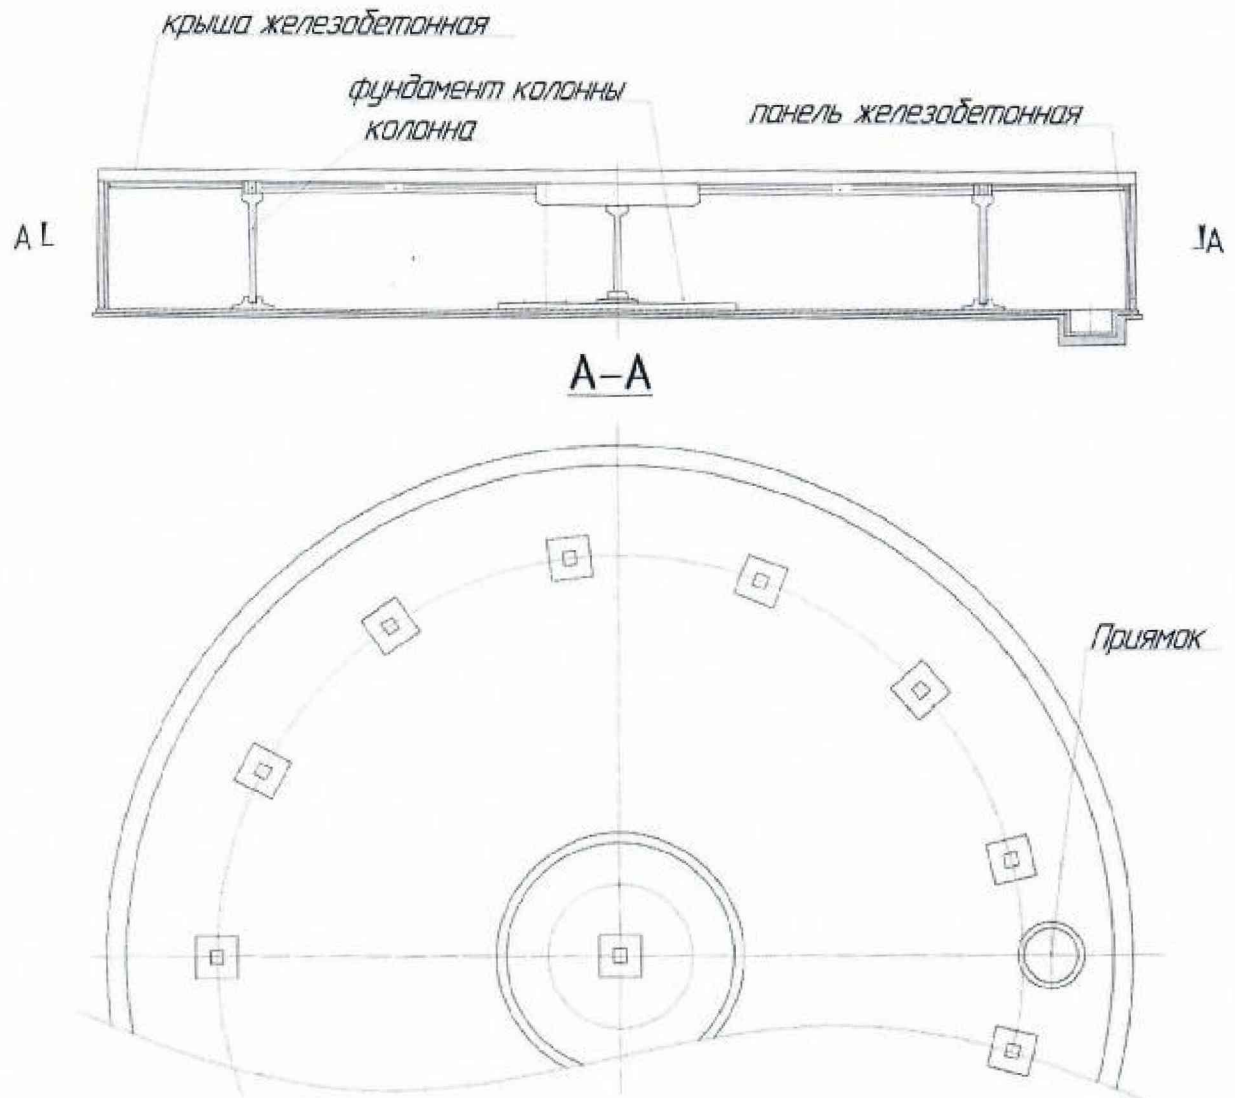 крыша железобетонная
фундамент колонны
колонна
панель железобетонная
А
А
А-А
Приямок